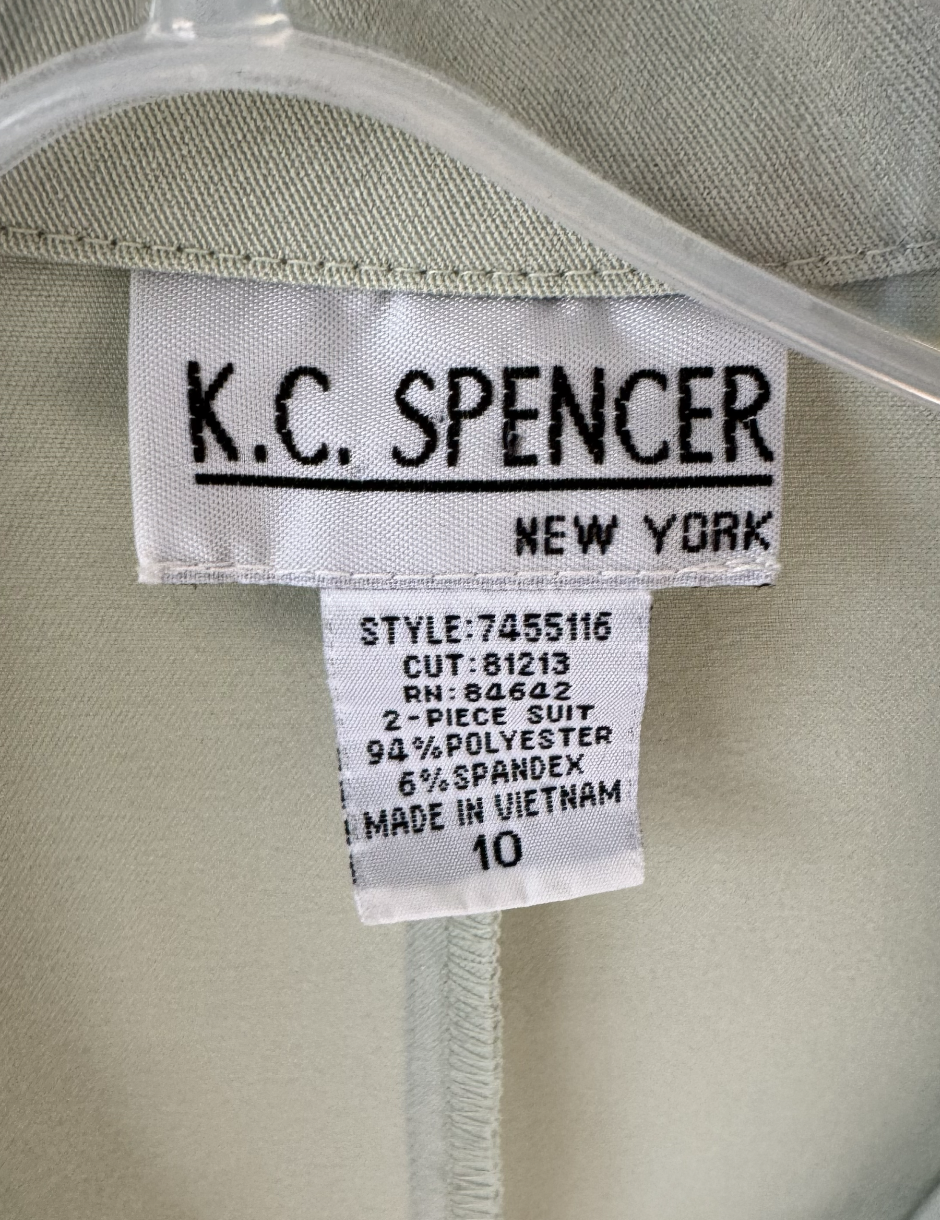 K.C. SPENCER
NEW YORK
STYLE:7455116
CUT:81213
RN:84642
2-PIECE SUIT
94%POLYESTER
6%SPANDEX
MADE IN VIETNAM
10